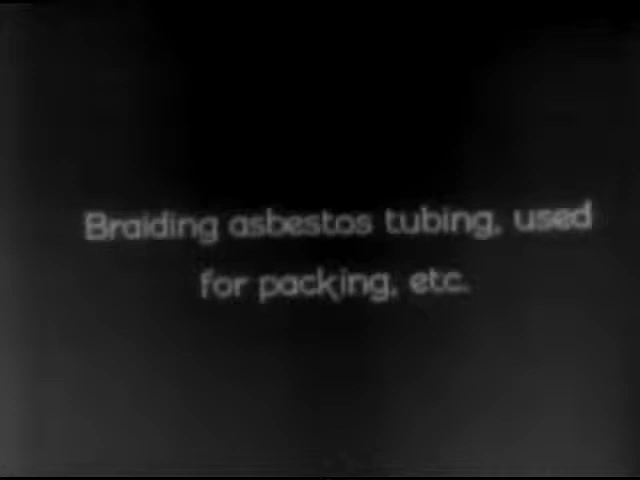 Braiding asbestos tubing, used
for packing, etc.